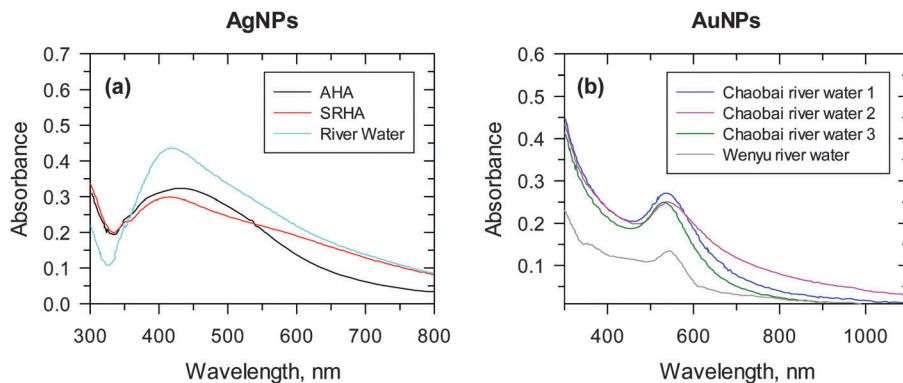 AgNPs
0.7
0.6
0.5
0.4
0.3
0.2
0.1
0.0
Absorbance
(a)
AHA
SRHA
River Water
300 400 500 600 700 800
Wavelength, nm
AuNPs
0.6
0.5
0.4
0.3
0.2
0.1
Absorbance
(b)
Chaobai river water 1
Chaobai river water 2
Chaobai river water 3
Wenyu river water
400 600 800 1000
Wavelength, nm